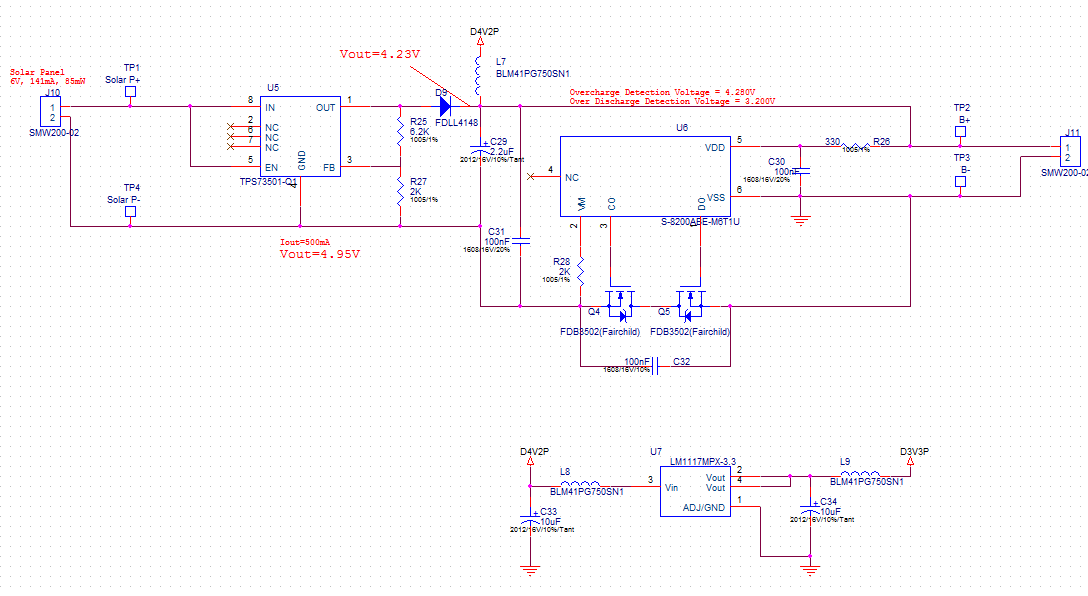 D4V2P
Vout=4.23V
L7
BLM41PG750SN1
Solar Panel
6V, 141mA, 85mW
J10
1
2
SMW200-02
TP1
Solar P+
U5
8
IN
OUT
1
2
NC
6
NC
7
NC
5
EN
GND
FB
3
4
TPS73501-Q1
D9
FDLL4148
R25
6.2K
1005/1%
R27
2K
1005/1%
C29
2.2uF
2012/16V/10%/Tant
Overcharge Detection Voltage = 4.280V
Over Discharge Detection Voltage = 3.200V
U6
4
NC
VDD
5
VSS
6
VM
CO
DO
2
3
1
S-8200ABE-M6T1U
C30
100nF
1608/16V/20%
330
1005/1%
R26
TP2
B+
TP3
B-
J11
1
2
SMW200-02
TP4
Solar P-
Iout=500mA
Vout=4.95V
C31
100nF
1608/16V/20%
R28
2K
1005/1%
Q4
Q5
FDB3502(Fairchild)
FDB3502(Fairchild)
100nF
1608/16V/10%
C32
D4V2P
L8
BLM41PG750SN1
U7
LM1117MPX-3.3
3
Vin
Vout
2
Vout
4
ADJ/GND
1
L9
BLM41PG750SN1
D3V3P
C33
10uF
2012/16V/10%/Tant
C34
10uF
2012/16V/10%/Tant